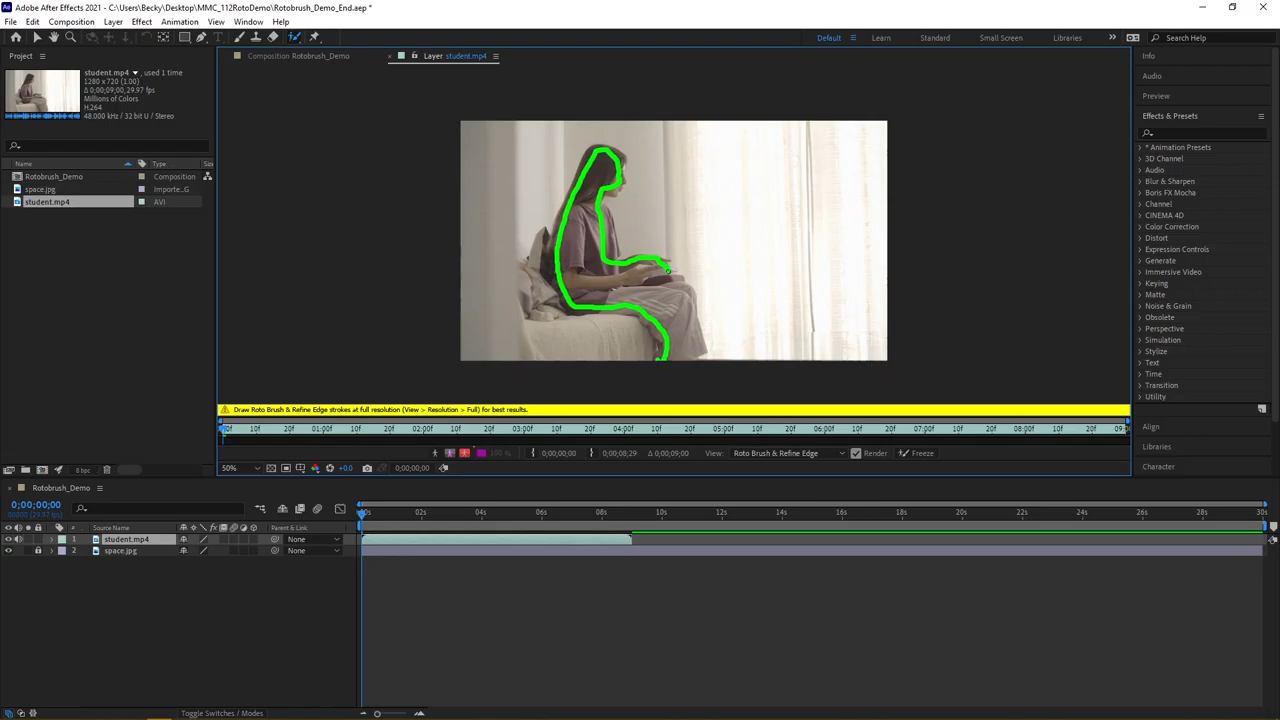 Adobe After Effects 2021 - C:\Users\Becky\Desktop\MMC_112RotoDemo\Rotobrush_Demo_End.aep *
File Edit Composition Layer Effect Animation View Window Help
Default Learn Standard Small Screen Libraries Search Help
Project
student.mp4, used 1 time
1280 x 720 (1.00)
Δ 0;00;09;00, 29.97 fps
Millions of Colors
H.264
48.000 kHz / 32 bit U / Stereo
Name Type Size
Rotobrush_Demo Composition
space.jpg Importe...G
student.mp4 AVI
8 bpc
Composition Rotobrush_Demo
Layer student.mp4
Draw Roto Brush & Refine Edge strokes at full resolution (View > Resolution > Full) for best results.
00f 10f 20f 01:00f 10f 20f 02:00f 10f 20f 03:00f 10f 20f 04:00f 10f 20f 05:00f 10f 20f 06:00f 10f 20f 07:00f 10f 20f 08:00f 10f 20f 09:0
100 % 0;00;00;00 0;00;08;29 Δ 0;00;09;00 View: Roto Brush & Refine Edge Render Freeze
50% +0.0 0;00;00;00
Info
Audio
Preview
Effects & Presets
* Animation Presets
3D Channel
Audio
Blur & Sharpen
Boris FX Mocha
Channel
CINEMA 4D
Color Correction
Distort
Expression Controls
Generate
Immersive Video
Keying
Matte
Noise & Grain
Obsolete
Perspective
Simulation
Stylize
Text
Time
Transition
Utility
Align
Libraries
Character
Rotobrush_Demo
0;00;00;00
00000 (29.97 fps)
# Source Name Parent & Link
1 student.mp4 None
2 space.jpg None
00s 02s 04s 06s 08s 10s 12s 14s 16s 18s 20s 22s 24s 26s 28s 30s
Toggle Switches / Modes